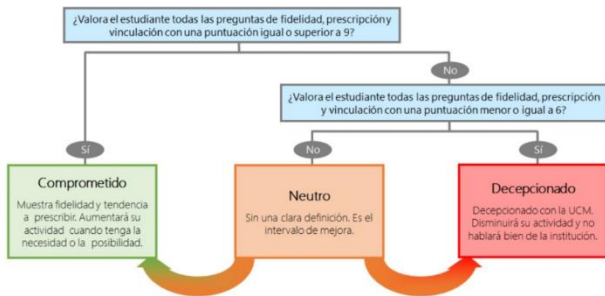 ¿Valora el estudiante todas las preguntas de fidelidad, prescripción y
vinculación con una puntuación igual o superior a 9?
No
¿Valora el estudiante todas las preguntas de fidelidad, prescripción
y vinculación con una puntuación menor o igual a 6?
Sí
No
Sí
Comprometido
Muestra fidelidad y tendencia
a prescribir. Aumentará su
actividad cuando tenga la
necesidad o la posibilidad.
Neutro
Sin una clara definición. Es el
intervalo de mejora.
Decepcionado
Decepcionado con la UCM.
Disminuirá su actividad y no
hablará bien de la institución.